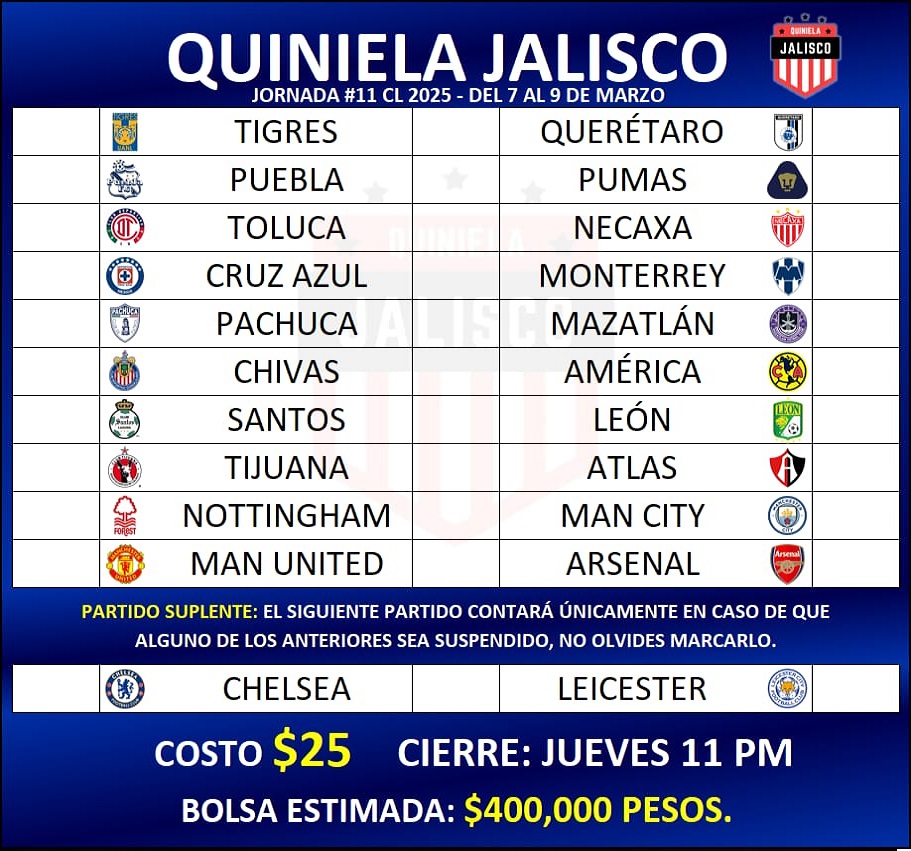 QUINIELA JALISCO
QUINIELA
JALISCO
JORNADA #11 CL 2025 - DEL 7 AL 9 DE MARZO
TIGRES QUERÉTARO
PUEBLA PUMAS
TOLUCA NECAXA
CRUZ AZUL MONTERREY
PACHUCA MAZATLÁN
CHIVAS AMÉRICA
SANTOS LEÓN
TIJUANA ATLAS
NOTTINGHAM MAN CITY
MAN UNITED ARSENAL
QUINIELA
JALISCO
PARTIDO SUPLENTE: EL SIGUIENTE PARTIDO CONTARÁ ÚNICAMENTE EN CASO DE QUE
ALGUNO DE LOS ANTERIORES SEA SUSPENDIDO, NO OLVIDES MARCARLO.
CHELSEA LEICESTER
COSTO $25 CIERRE: JUEVES 11 PM
BOLSA ESTIMADA: $400,000 PESOS.